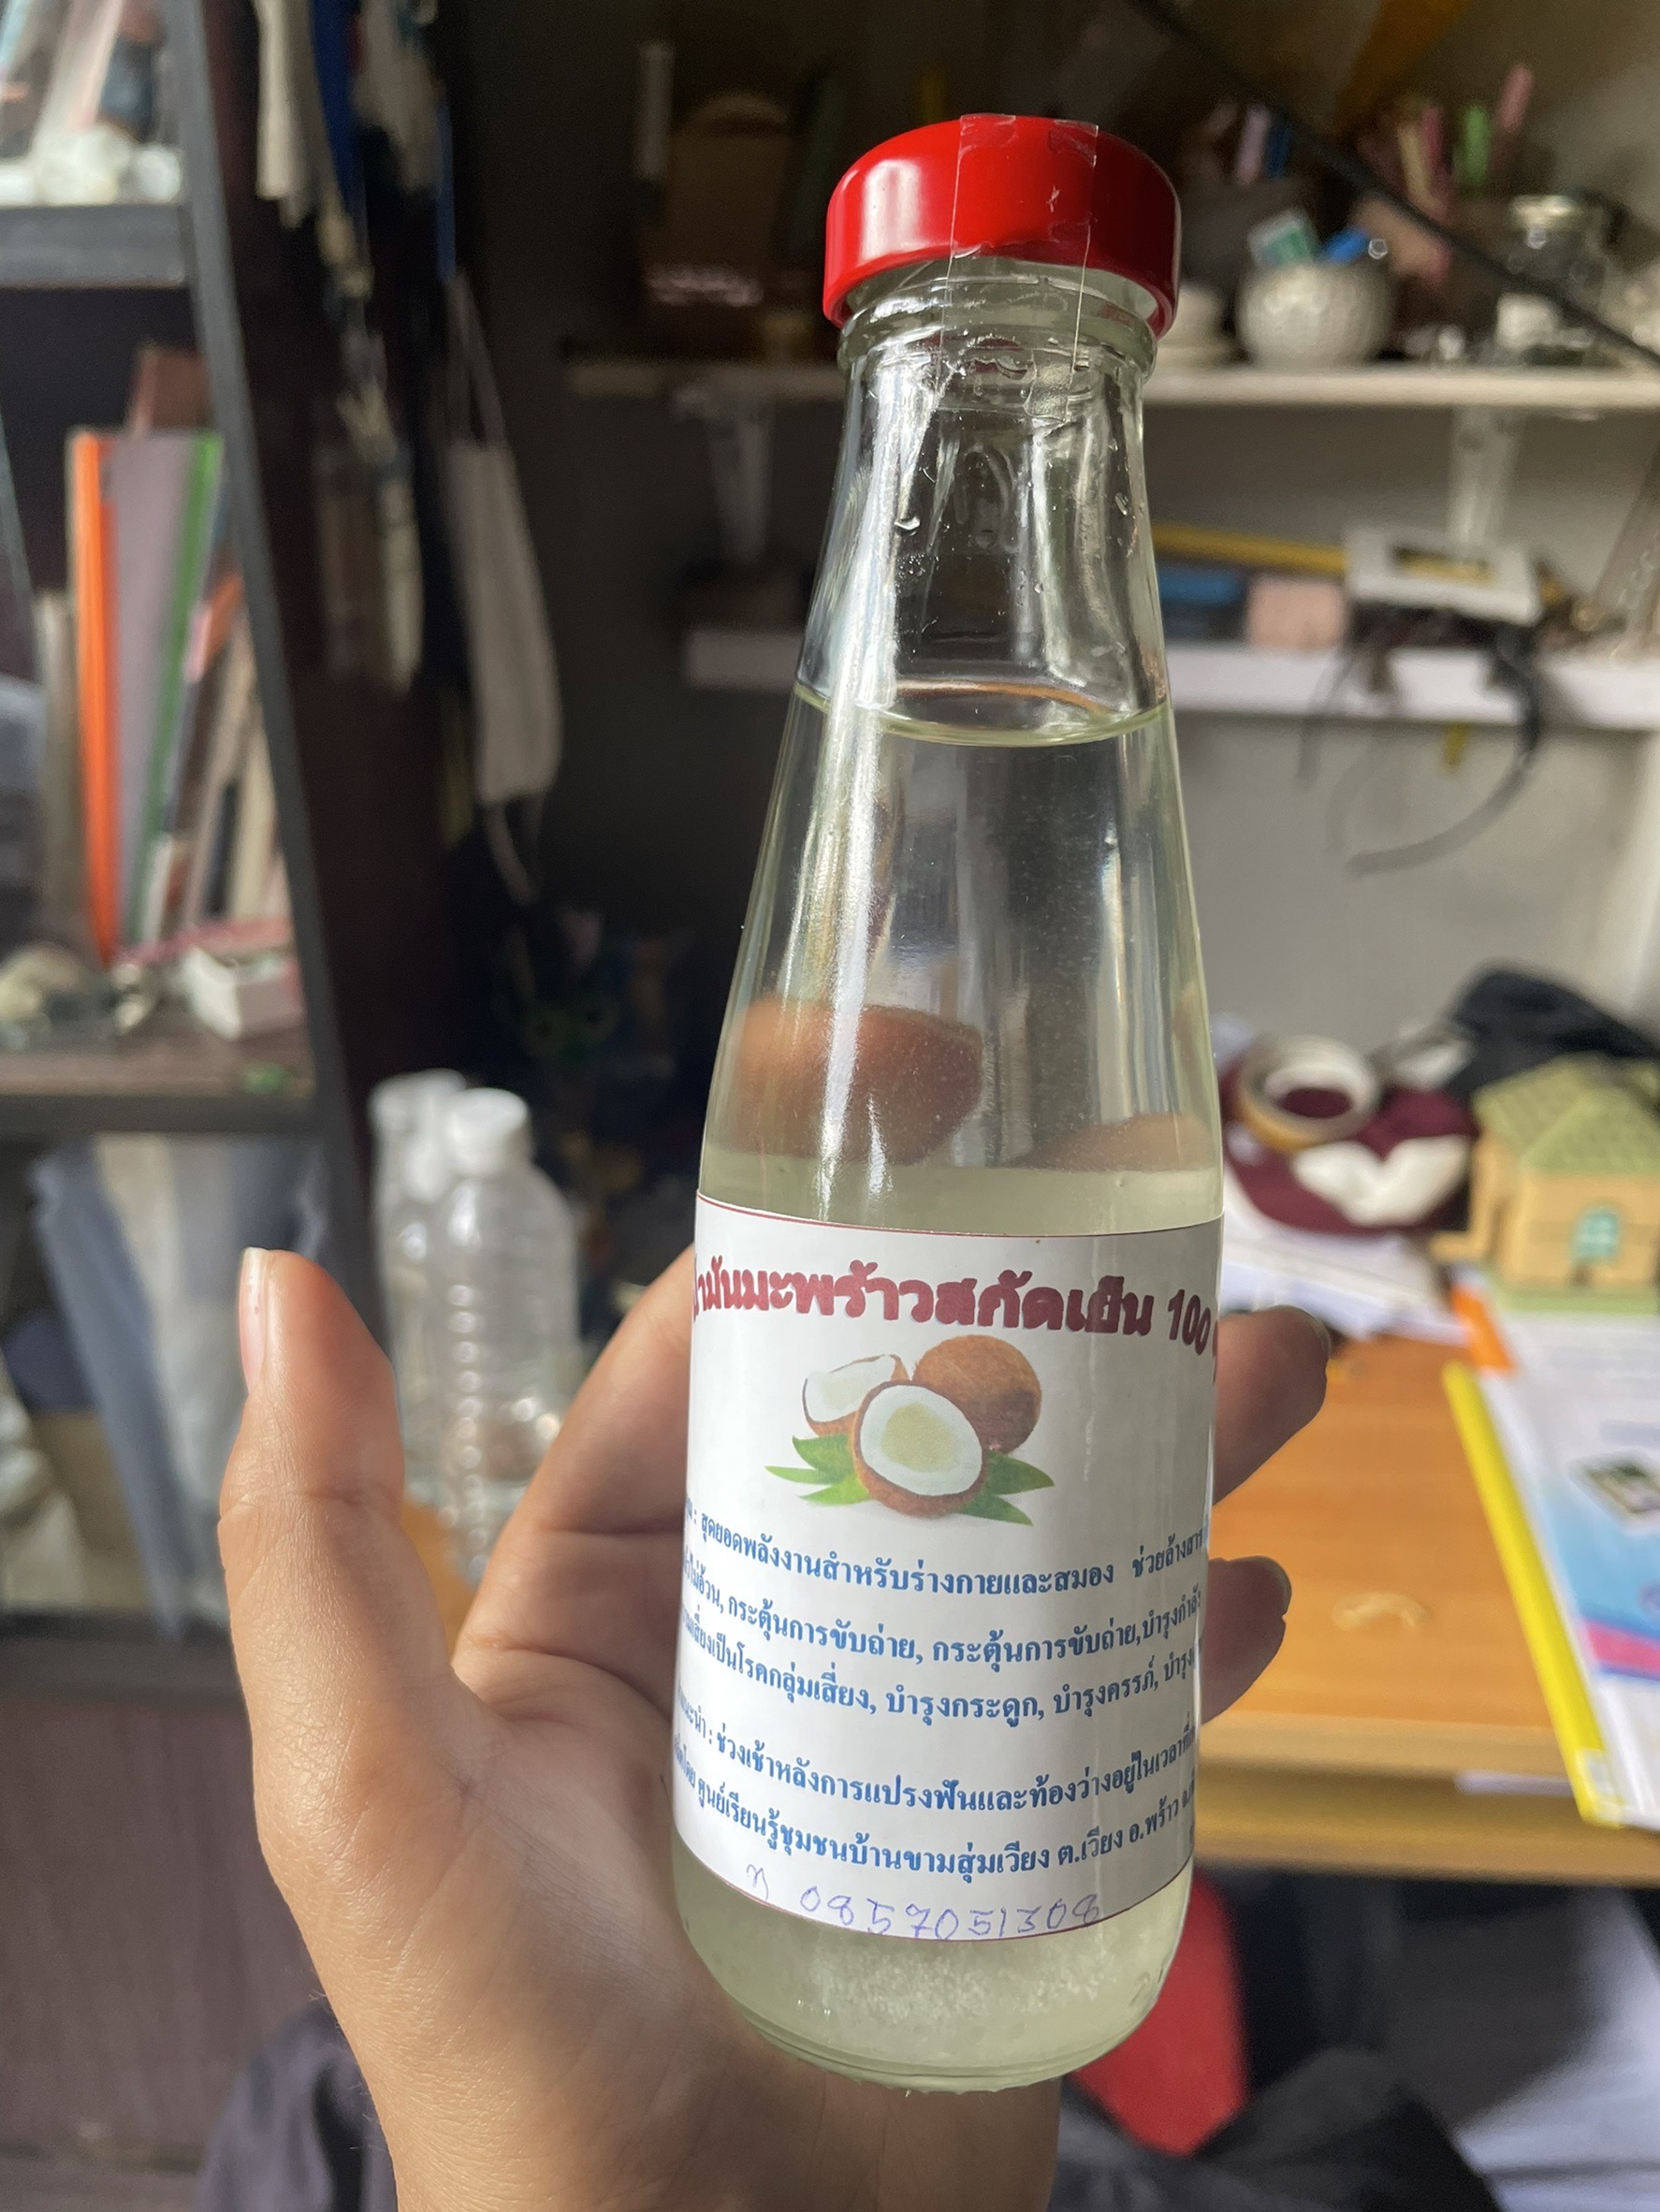 น้ำมันมะพร้าวสกัดเย็น 100
สุดยอดพลังงานสำหรับร่างกายและสมอง ช่วยล้างสาร
ไม่อ้วน, กระตุ้นการขับถ่าย, กระตุ้นการขับถ่าย,บำรุงกำลัง
เสี่ยงเป็นโรคกลุ่มเสี่ยง, บำรุงกระดูก, บำรุงครรภ์, บำรุง
แนะนำ : ช่วงเช้าหลังการแปรงฟันและท้องว่างอยู่ในเวลาที่
โดย ศูนย์เรียนรู้ชุมชนบ้านขามสุ่มเวียง ต.เวียง อ.พร้าว
0857051308